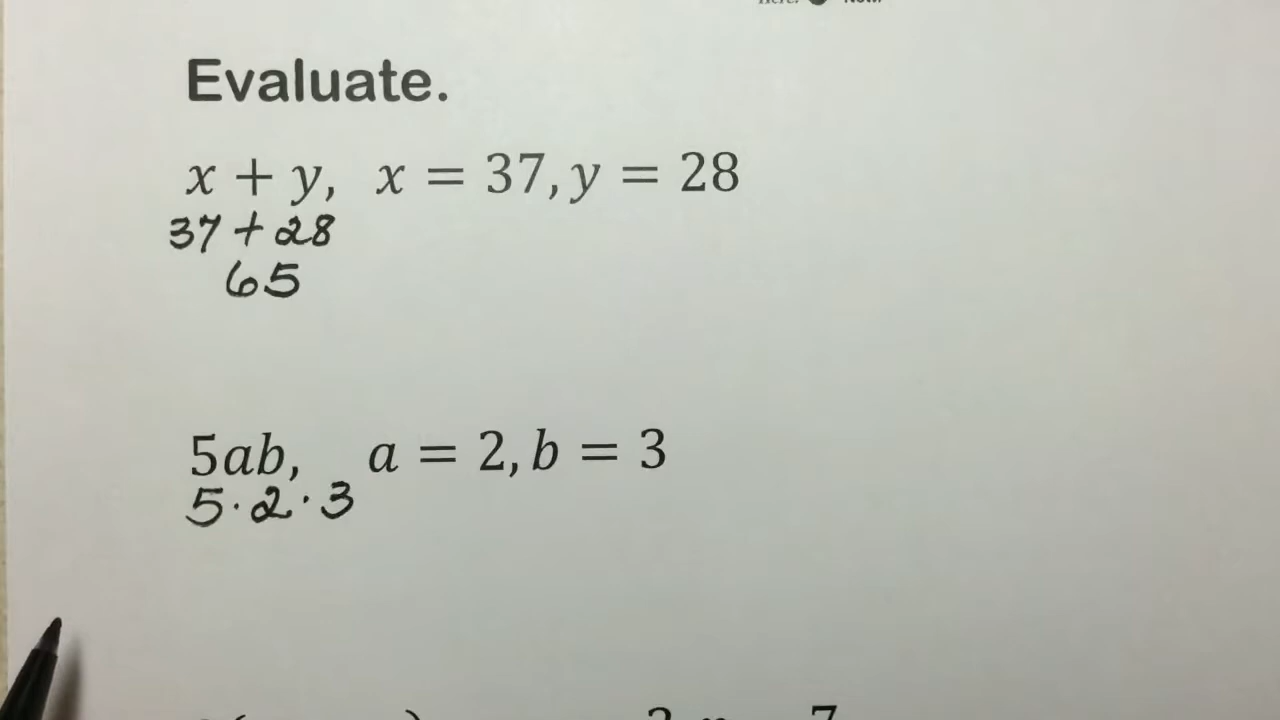 Evaluate.
x + y, x = 37, y = 28
37 + 28
65
5ab, a = 2, b = 3
5 · 2 · 3